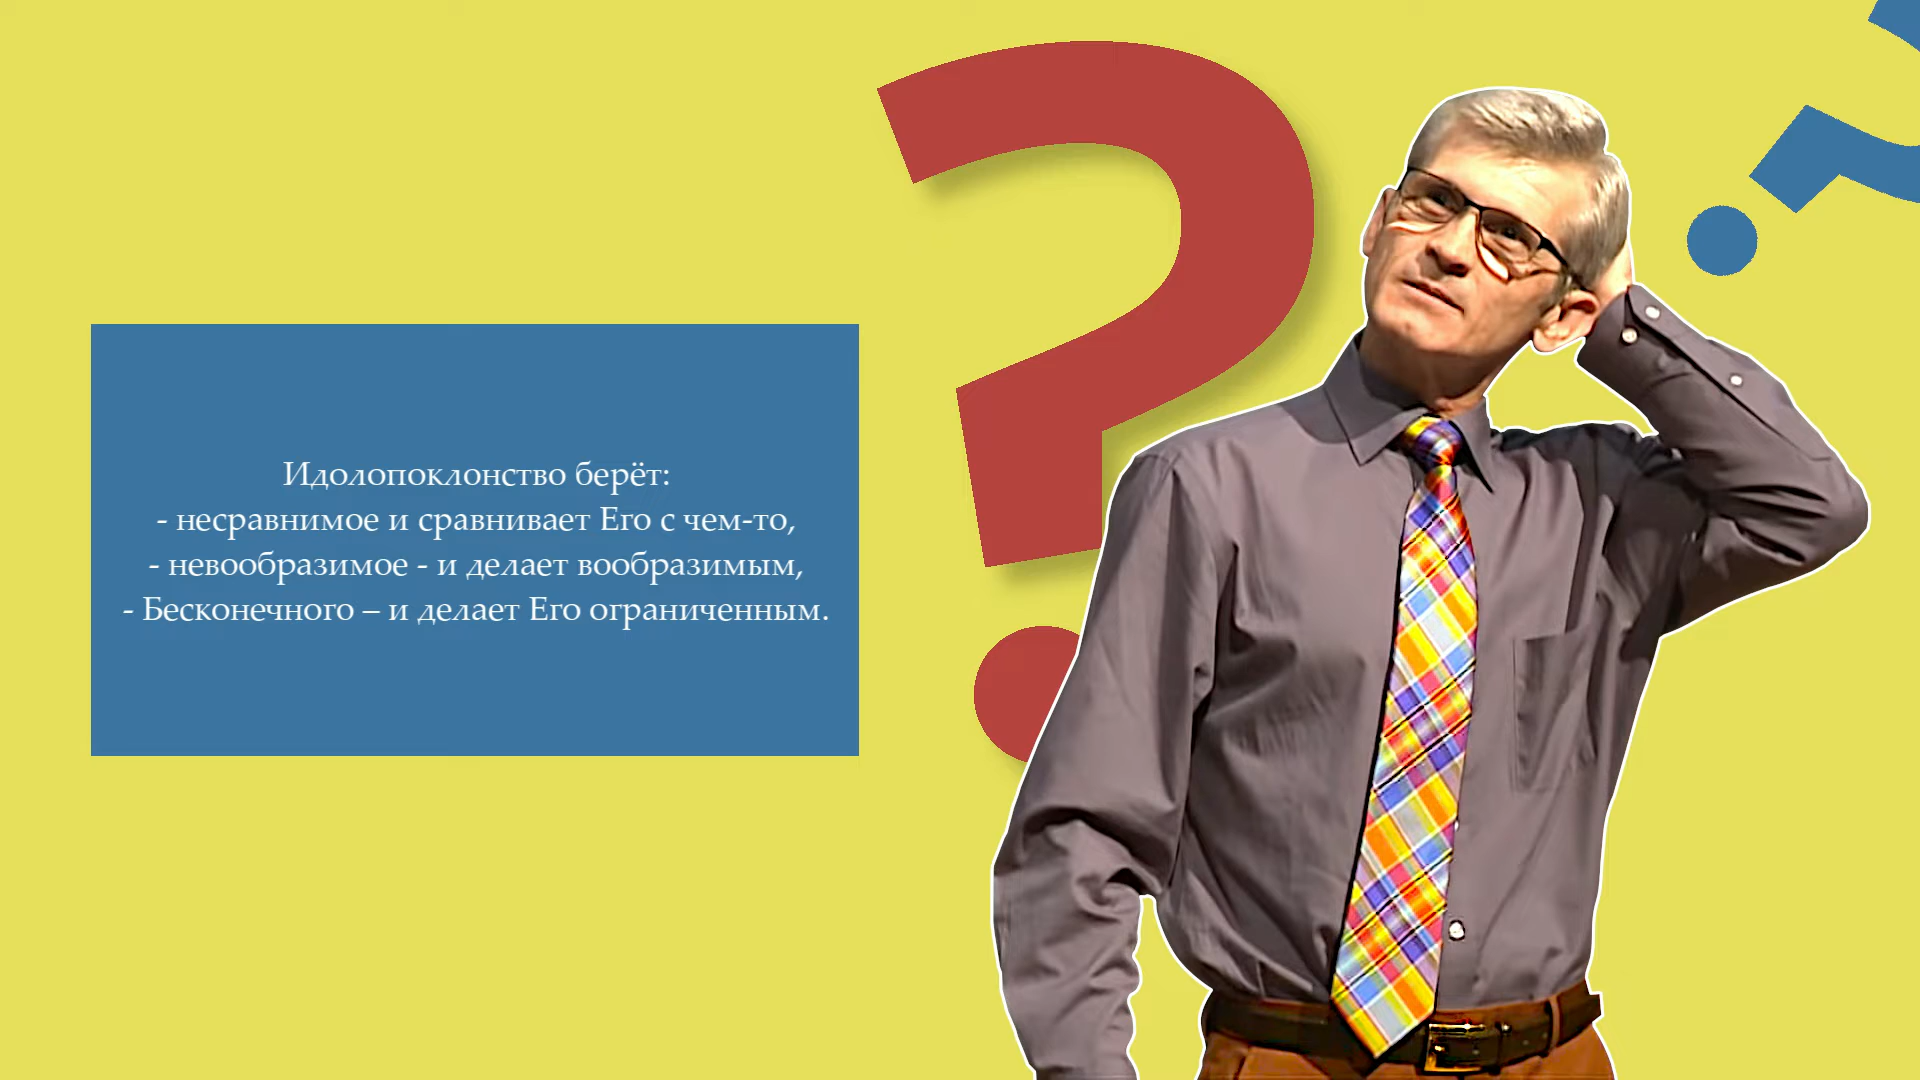 Идолопоклонство берёт:
- несравнимое и сравнивает Его с чем-то,
- невообразимое - и делает вообразимым,
- Бесконечного – и делает Его ограниченным.